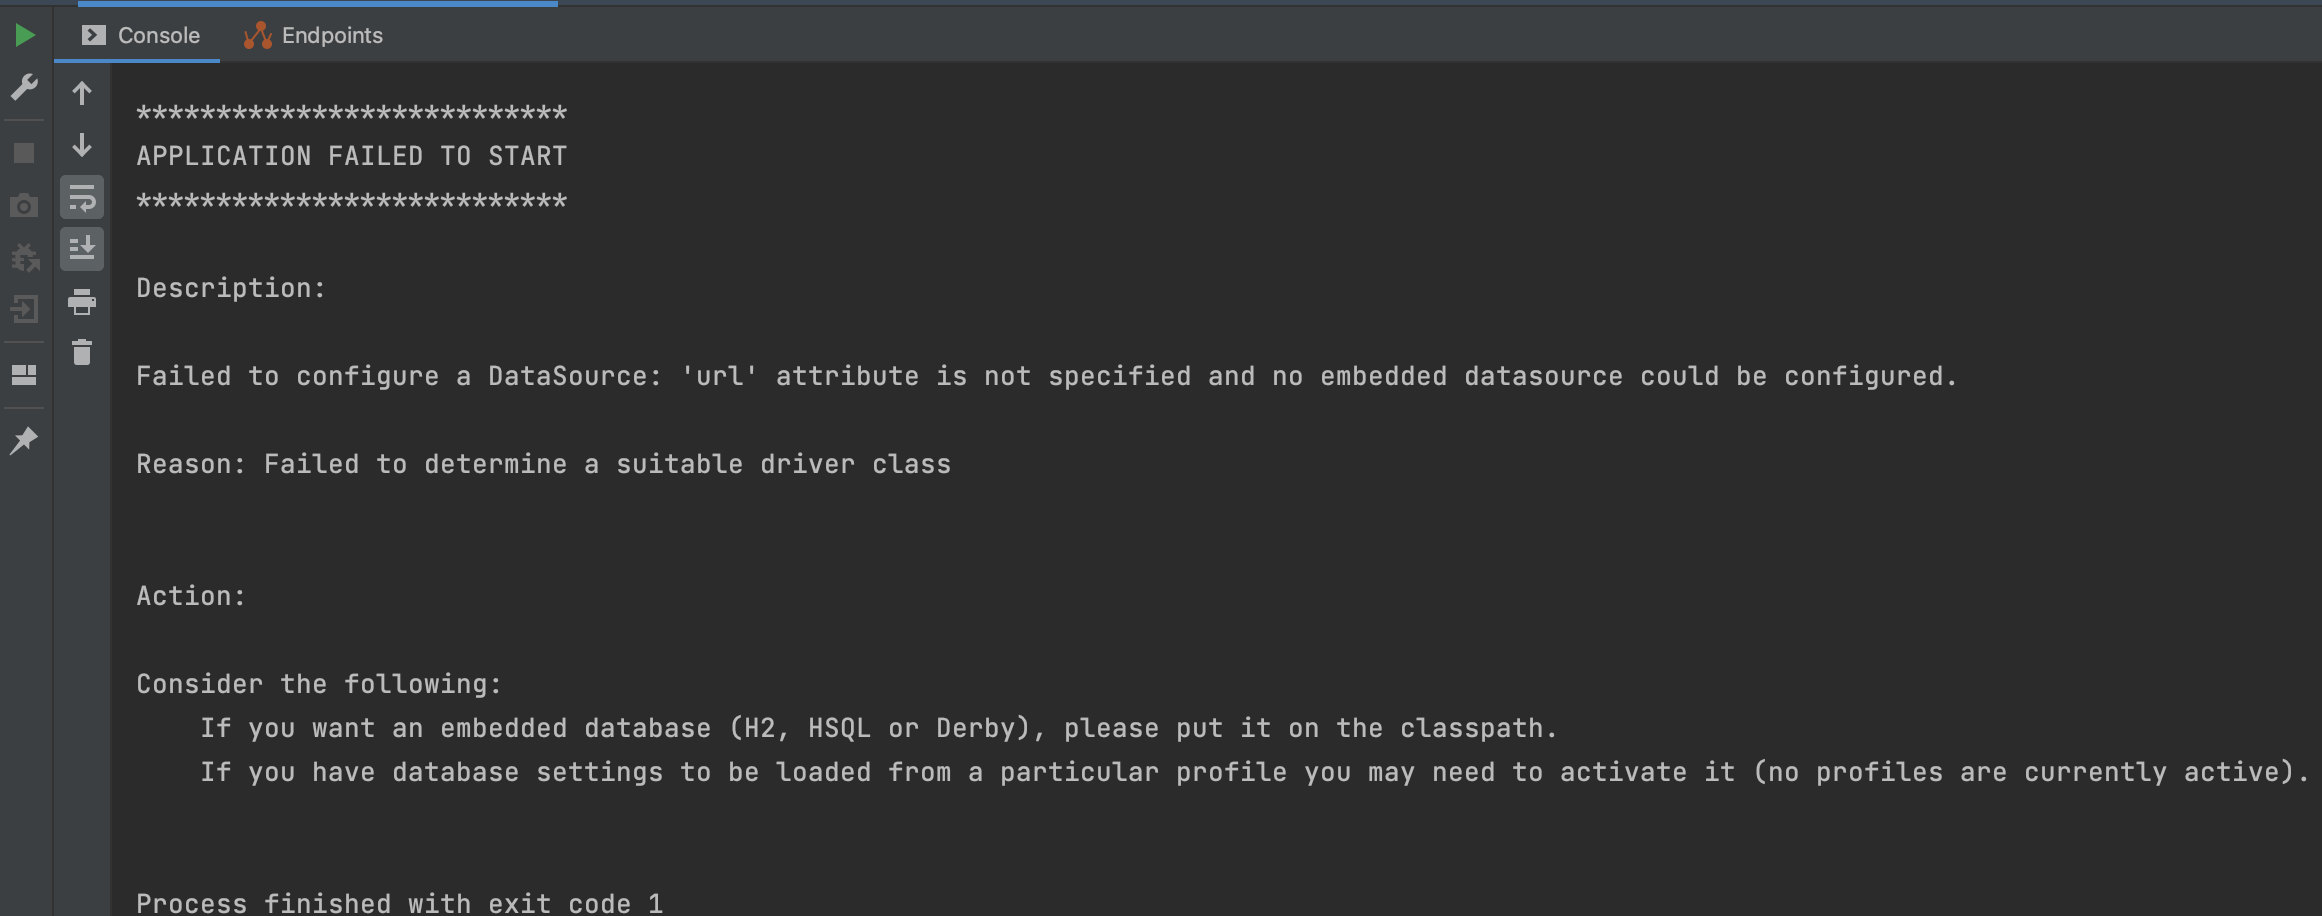 Console Endpoints
***************************
APPLICATION FAILED TO START
***************************
Description:
Failed to configure a DataSource: 'url' attribute is not specified and no embedded datasource could be configured.
Reason: Failed to determine a suitable driver class
Action:
Consider the following:
If you want an embedded database (H2, HSQL or Derby), please put it on the classpath.
If you have database settings to be loaded from a particular profile you may need to activate it (no profiles are currently active).
Process finished with exit code 1